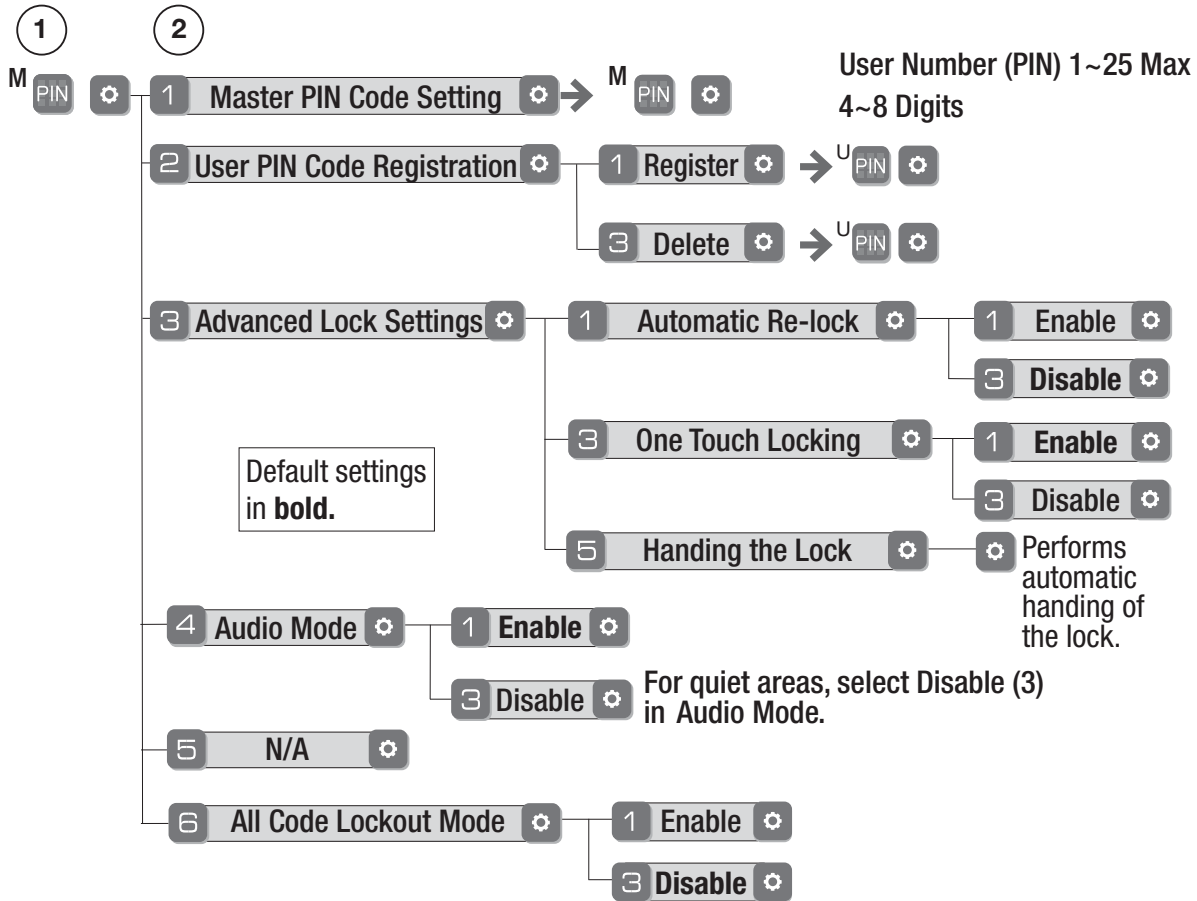 1 2
M PIN 1 Master PIN Code Setting M PIN
User Number (PIN) 1~25 Max
4~8 Digits
2 User PIN Code Registration 1 Register U PIN
3 Delete U PIN
3 Advanced Lock Settings 1 Automatic Re-lock 1 Enable
3 Disable
3 One Touch Locking 1 Enable
3 Disable
Default settings
in bold.
5 Handing the Lock Performs
automatic
handing of
the lock.
4 Audio Mode 1 Enable
3 Disable
For quiet areas, select Disable (3)
in Audio Mode.
5 N/A
6 All Code Lockout Mode 1 Enable
3 Disable